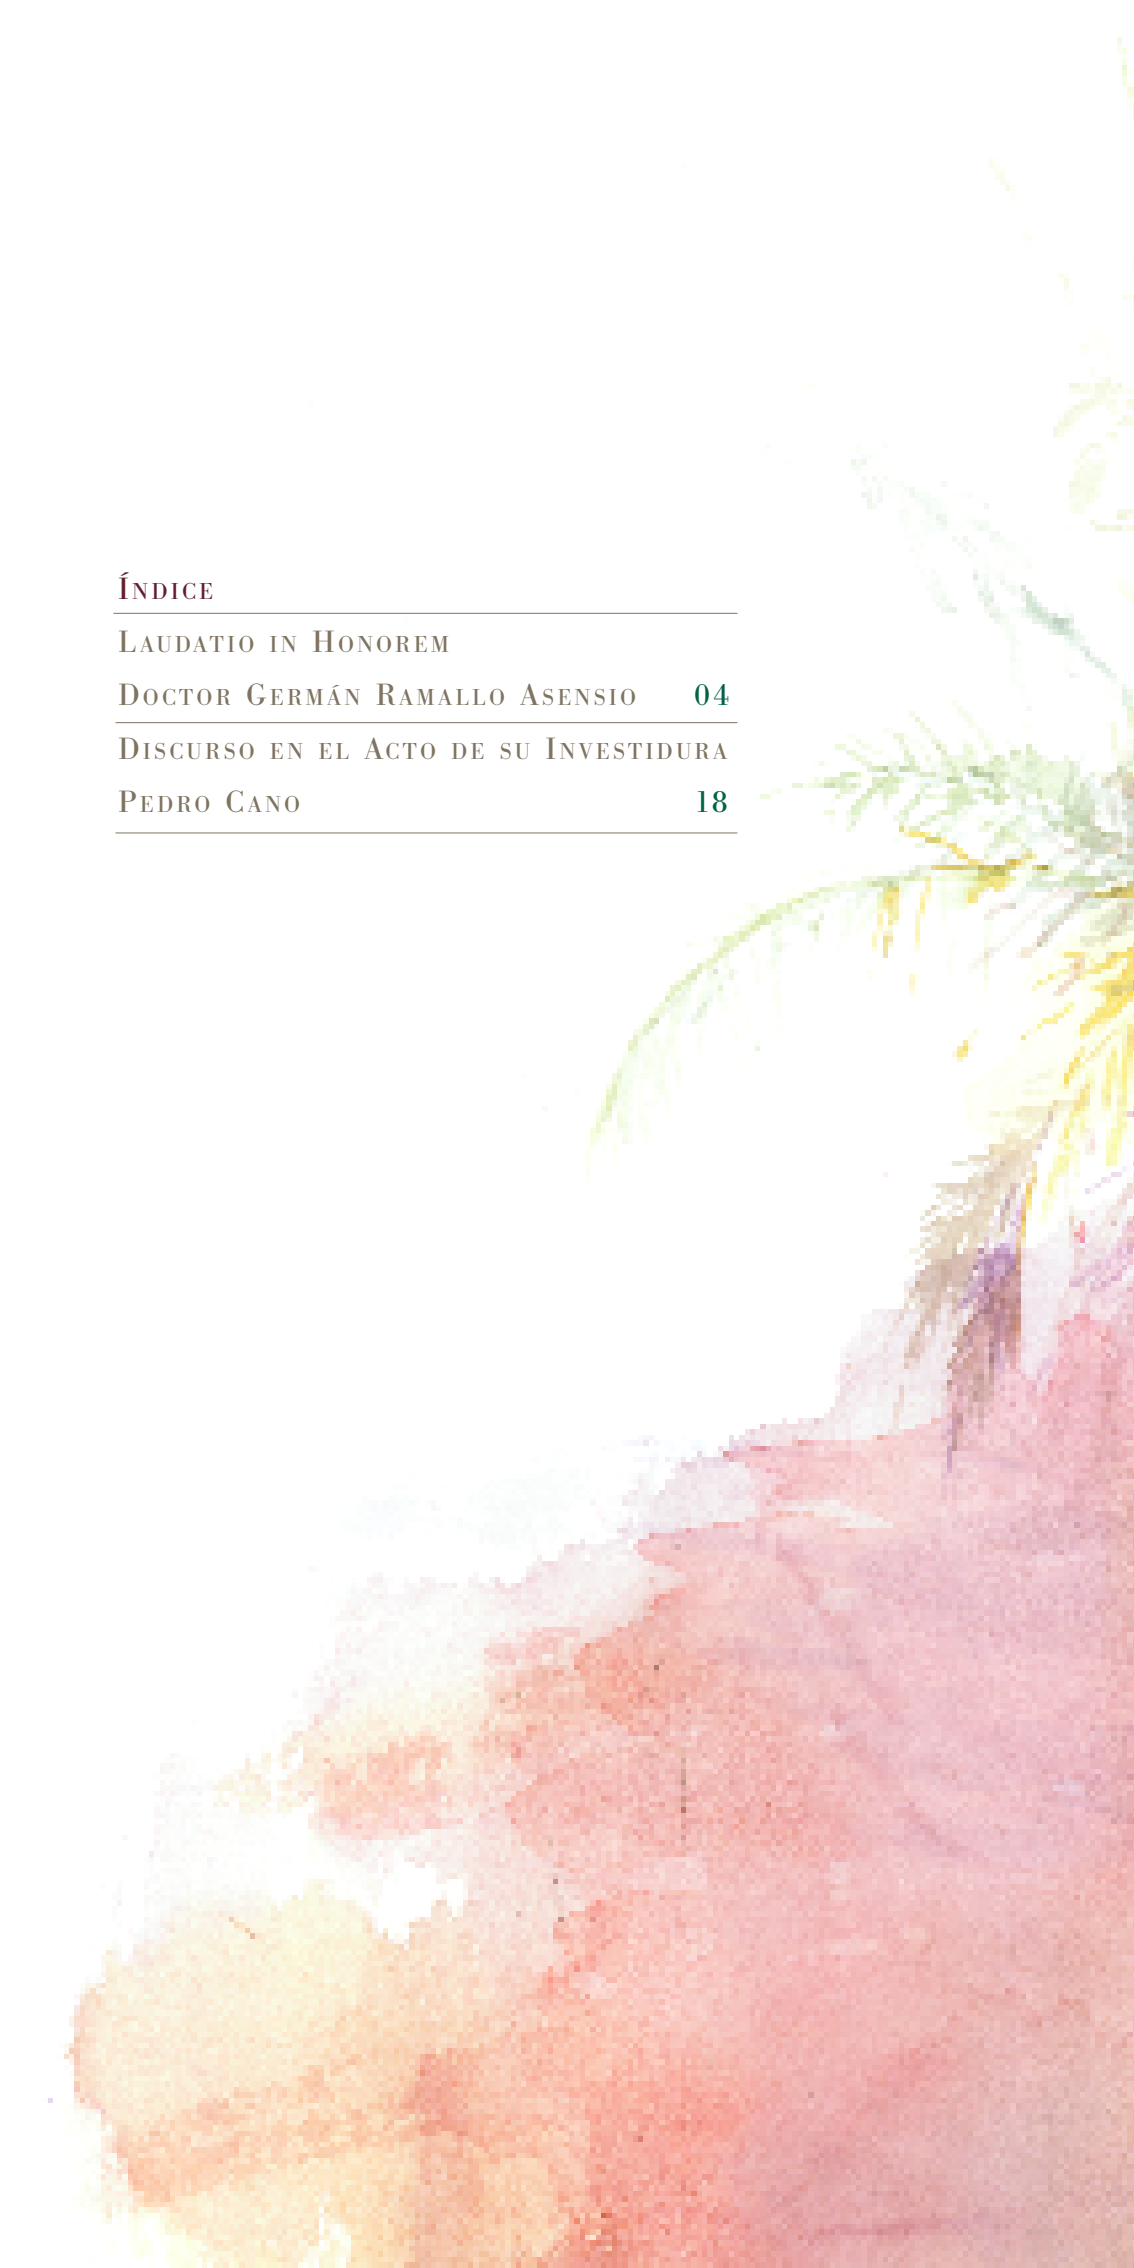 Índice
Laudatio in Honorem
Doctor Germán Ramallo Asensio 04
Discurso en el Acto de su Investidura
Pedro Cano 18